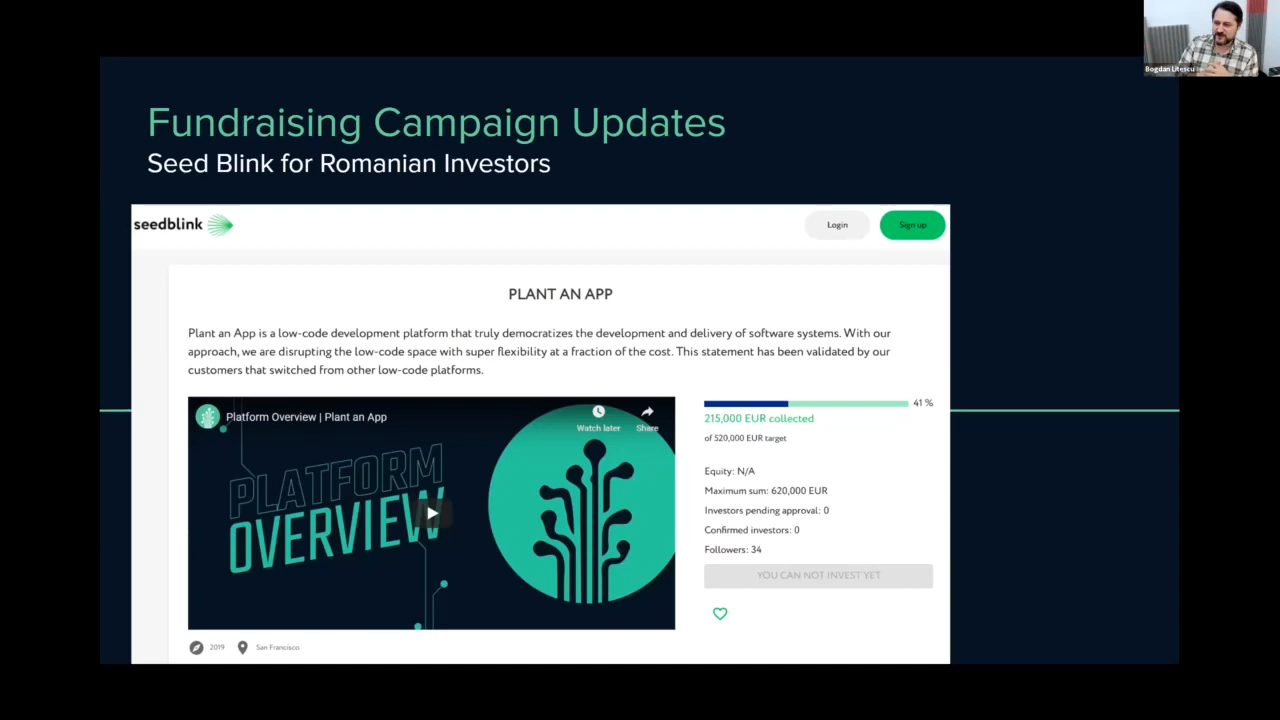 Bogdan Litescu
Fundraising Campaign Updates
Seed Blink for Romanian Investors
seedblink
Login
Sign up
PLANT AN APP
Plant an App is a low-code development platform that truly democratizes the development and delivery of software systems. With our
approach, we are disrupting the low-code space with super flexibility at a fraction of the cost. This statement has been validated by our
customers that switched from other low-code platforms.
Platform Overview | Plant an App
Watch later
Share
PLATFORM
OVERVIEW
41 %
215,000 EUR collected
of 520,000 EUR target
Equity: N/A
Maximum sum: 620,000 EUR
Investors pending approval: 0
Confirmed investors: 0
Followers: 34
YOU CAN NOT INVEST YET
2019
San Francisco